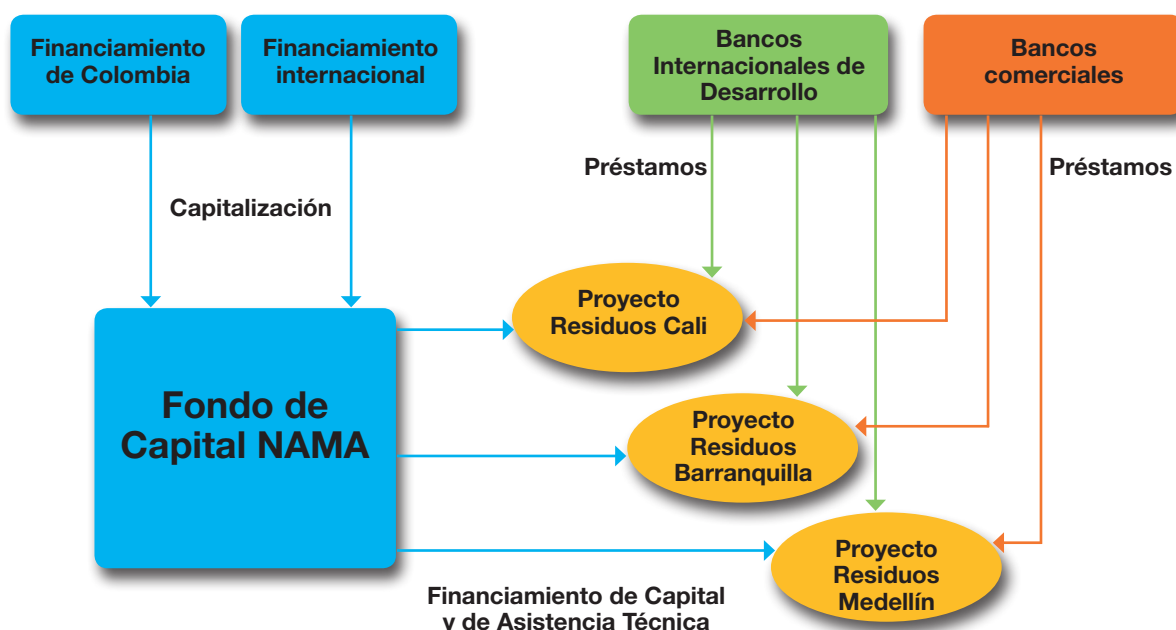 Financiamiento
de Colombia
Financiamiento
internacional
Bancos
Internacionales de
Desarrollo
Bancos
comerciales
Préstamos
Préstamos
Capitalización
Proyecto
Residuos Cali
Fondo de
Capital NAMA
Proyecto
Residuos
Barranquilla
Proyecto
Residuos
Medellín
Financiamiento de Capital
y de Asistencia Técnica